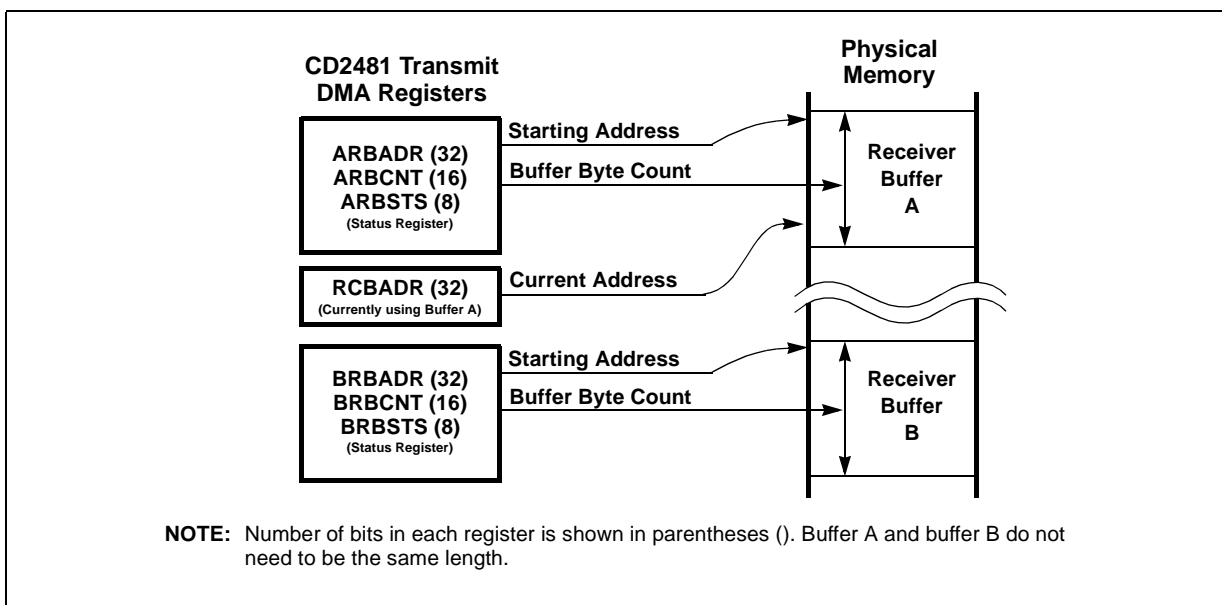 CD2481 Transmit
DMA Registers
Physical
Memory
ARBADR (32)
ARBCNT (16)
ARBSTS (8)
(Status Register)
Starting Address
Buffer Byte Count
Receiver
Buffer
A
RCBADR (32)
(Currently using Buffer A)
Current Address
BRBADR (32)
BRBCNT (16)
BRBSTS (8)
(Status Register)
Starting Address
Buffer Byte Count
Receiver
Buffer
B
NOTE: Number of bits in each register is shown in parentheses (). Buffer A and buffer B do not
need to be the same length.